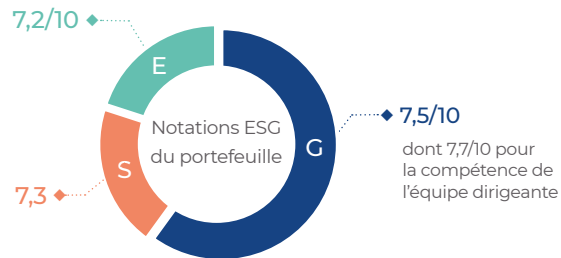 7,2/10
E
Notations ESG
du portefeuille
G
7,5/10
dont 7,7/10 pour
la compétence de
l'équipe dirigeante
S
7,3